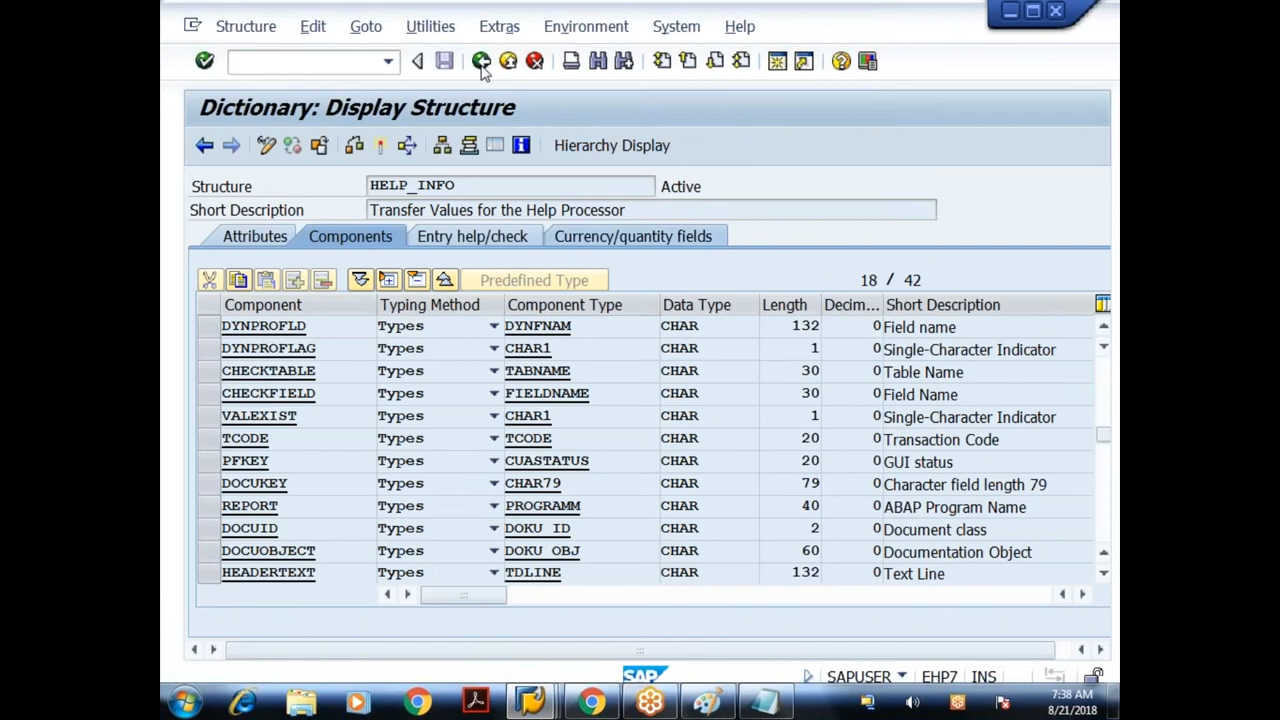 Structure Edit Goto Utilities Extras Environment System Help
Dictionary: Display Structure
Hierarchy Display
Structure HELP_INFO Active
Short Description Transfer Values for the Help Processor
Attributes Components Entry help/check Currency/quantity fields
Predefined Type 18 / 42
Component Typing Method Component Type Data Type Length Decim... Short Description
DYNPROFLD Types DYNFNAM CHAR 132 0 Field name
DYNPROFLAG Types CHAR1 CHAR 1 0 Single-Character Indicator
CHECKTABLE Types TABNAME CHAR 30 0 Table Name
CHECKFIELD Types FIELDNAME CHAR 30 0 Field Name
VALEXIST Types CHAR1 CHAR 1 0 Single-Character Indicator
TCODE Types TCODE CHAR 20 0 Transaction Code
PFKEY Types CUASTATUS CHAR 20 0 GUI status
DOCUKEY Types CHAR79 CHAR 79 0 Character field length 79
REPORT Types PROGRAMM CHAR 40 0 ABAP Program Name
DOCUID Types DOKU_ID CHAR 2 0 Document class
DOCUOBJECT Types DOKU_OBJ CHAR 60 0 Documentation Object
HEADERTEXT Types TDLINE CHAR 132 0 Text Line
SAP SAPUSER EHP7 INS
7:38 AM
8/21/2018